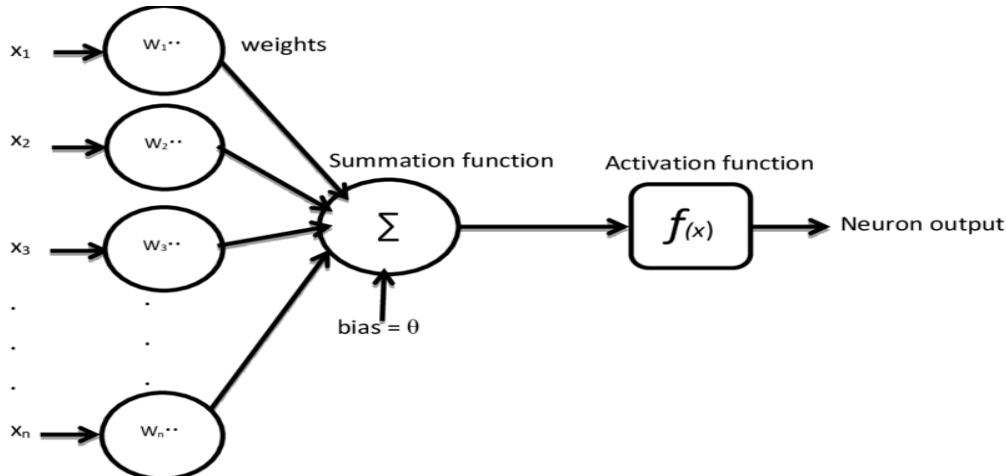 x₁
W₁..
weights
x₂
W₂..
Summation function
Activation function
x₃
W₃..
Σ
f(x)
Neuron output
bias = θ
xₙ
Wₙ..